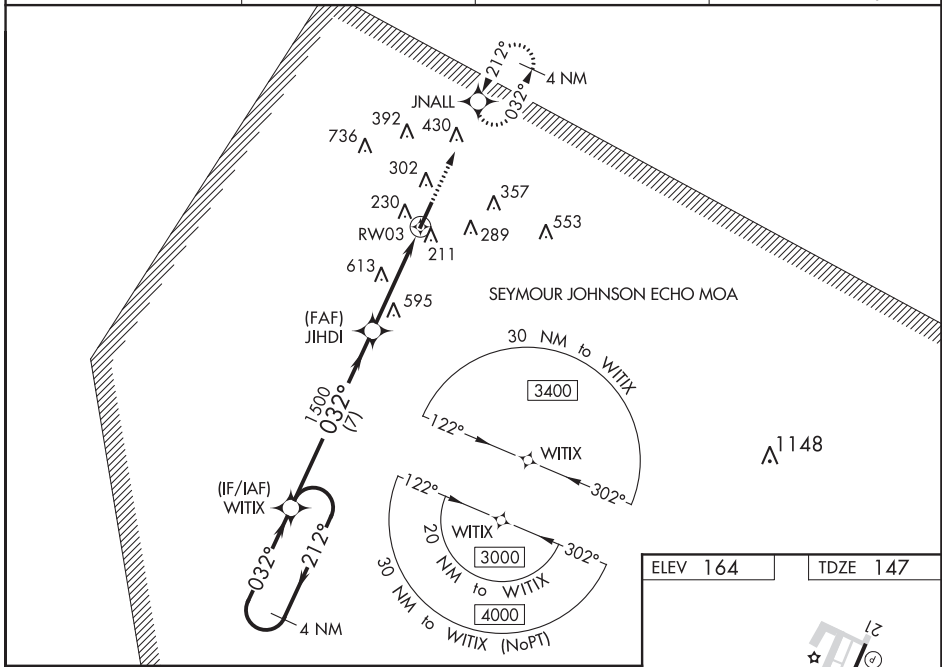 212°
4 NM
032°
JNALL
392
430
736
302
357
230
RW03
211
289
553
613
595
SEYMOUR JOHNSON ECHO MOA
(FAF)
JIHDI
30 NM to WITIX
3400
1500
032°
(7)
122°
WITIX
302°
1148
(IF/IAF)
WITIX
122°
WITIX
302°
20 NM to WITIX
3000
30 NM to WITIX (NoPT)
4000
032°
212°
4 NM
ELEV 164
TDZE 147
21
P